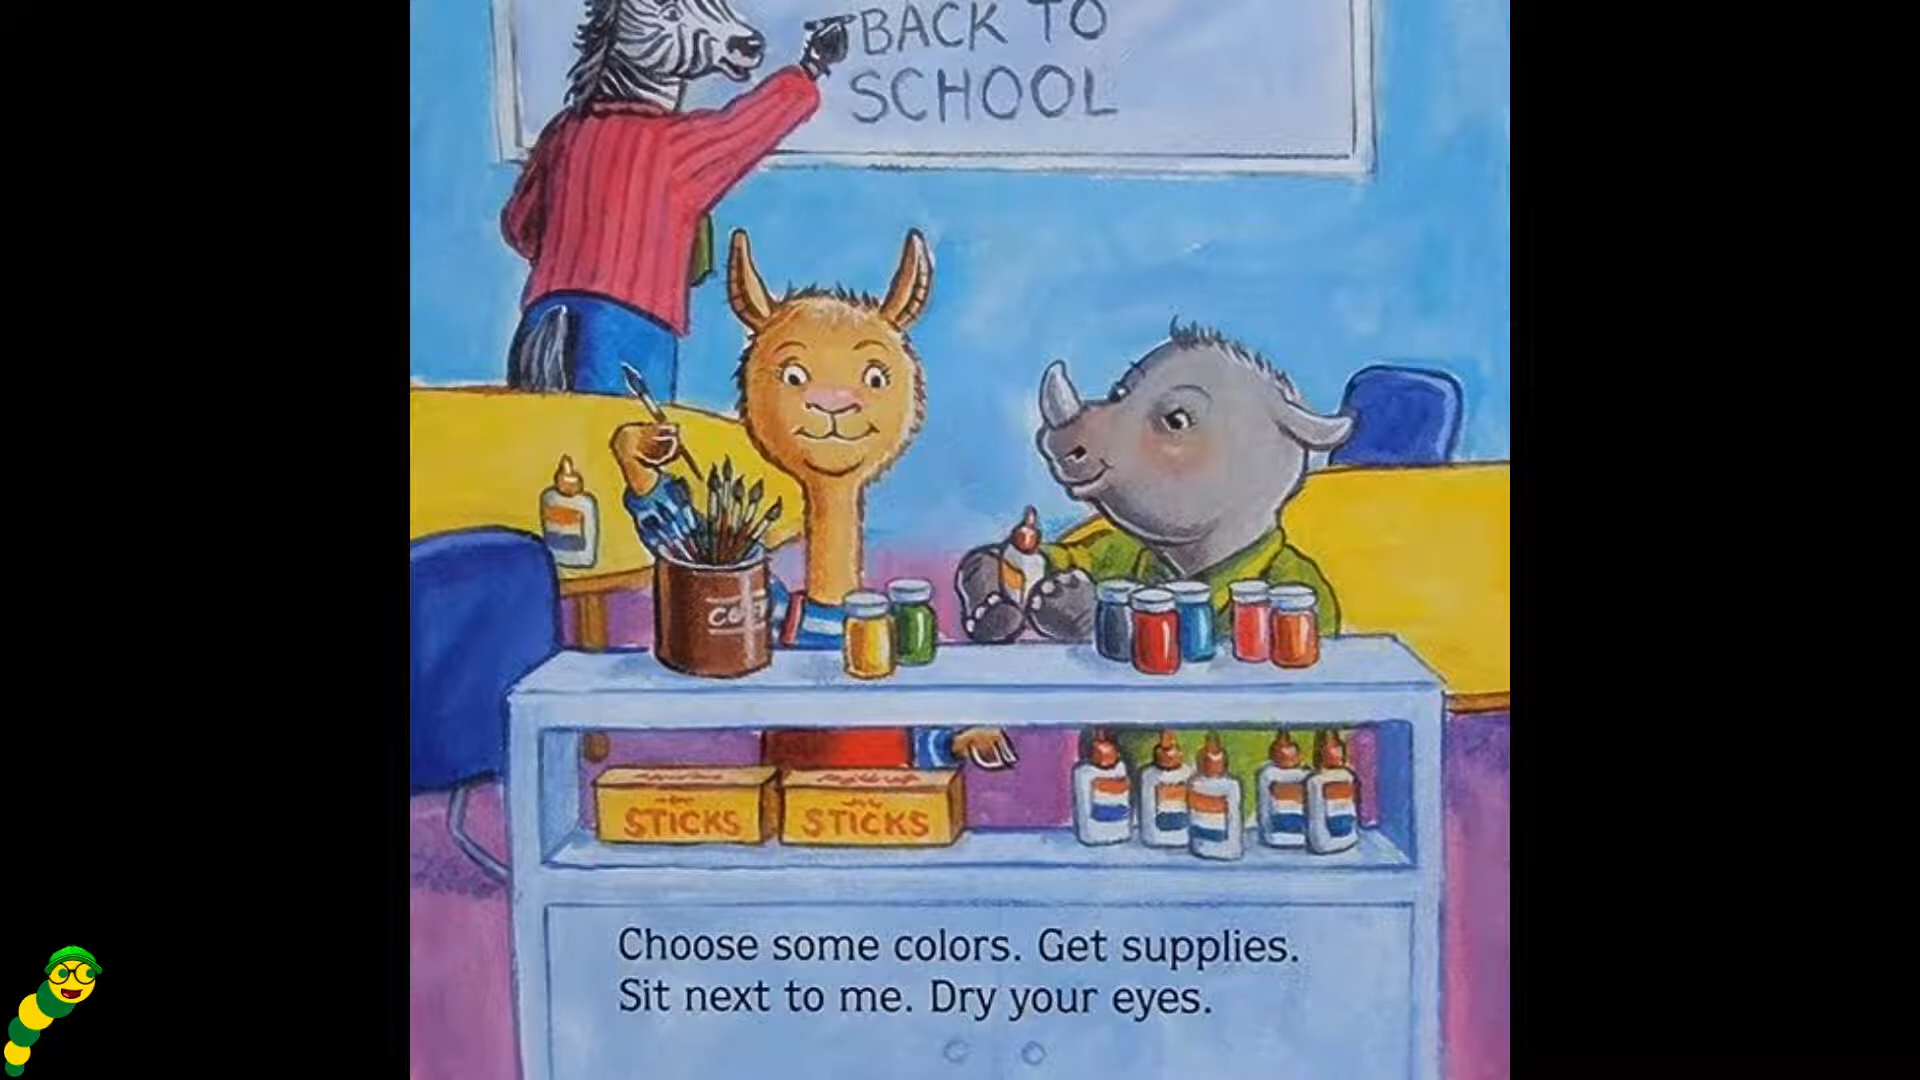 BACK TO
SCHOOL
STICKS
STICKS
Choose some colors. Get supplies.
Sit next to me. Dry your eyes.